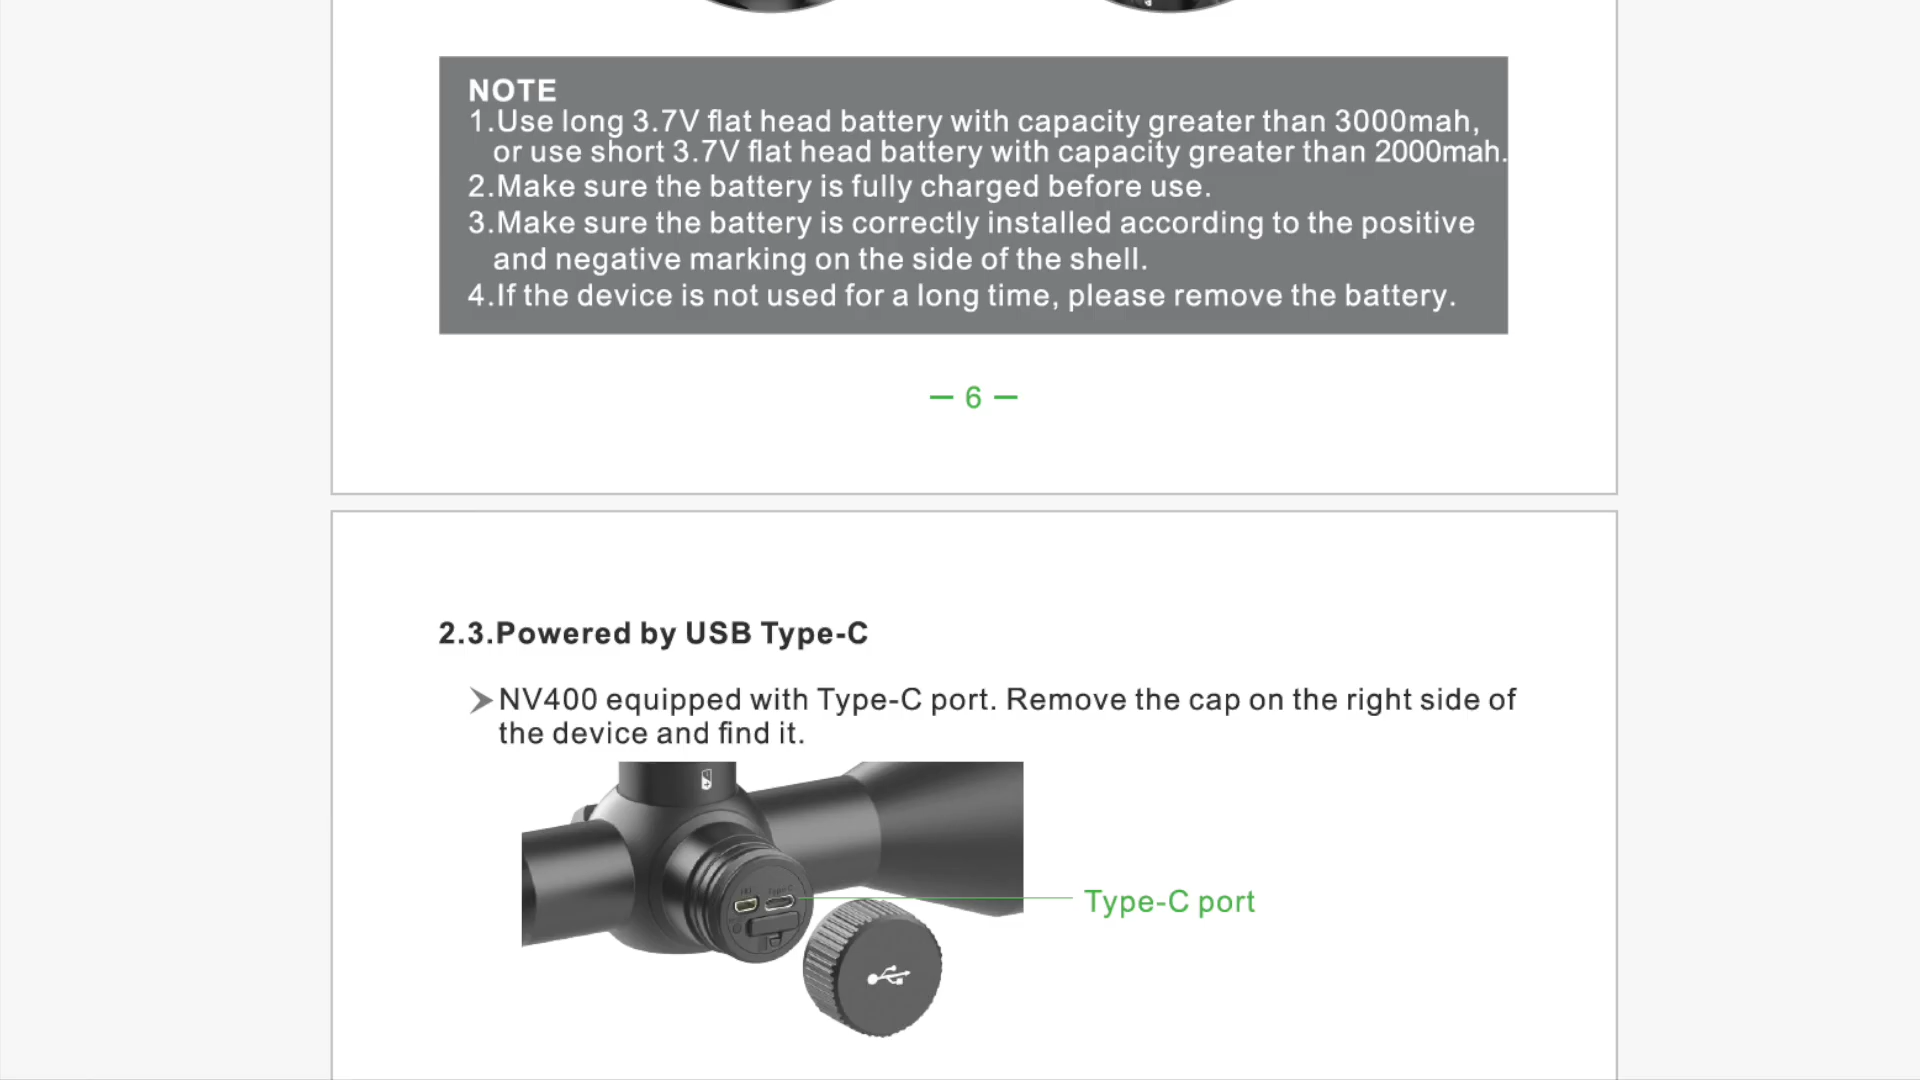 NOTE
1.Use long 3.7V flat head battery with capacity greater than 3000mah,
or use short 3.7V flat head battery with capacity greater than 2000mah.
2.Make sure the battery is fully charged before use.
3.Make sure the battery is correctly installed according to the positive
and negative marking on the side of the shell.
4.If the device is not used for a long time, please remove the battery.
— 6 —
2.3.Powered by USB Type-C
NV400 equipped with Type-C port. Remove the cap on the right side of
the device and find it.
Type C
Type-C port